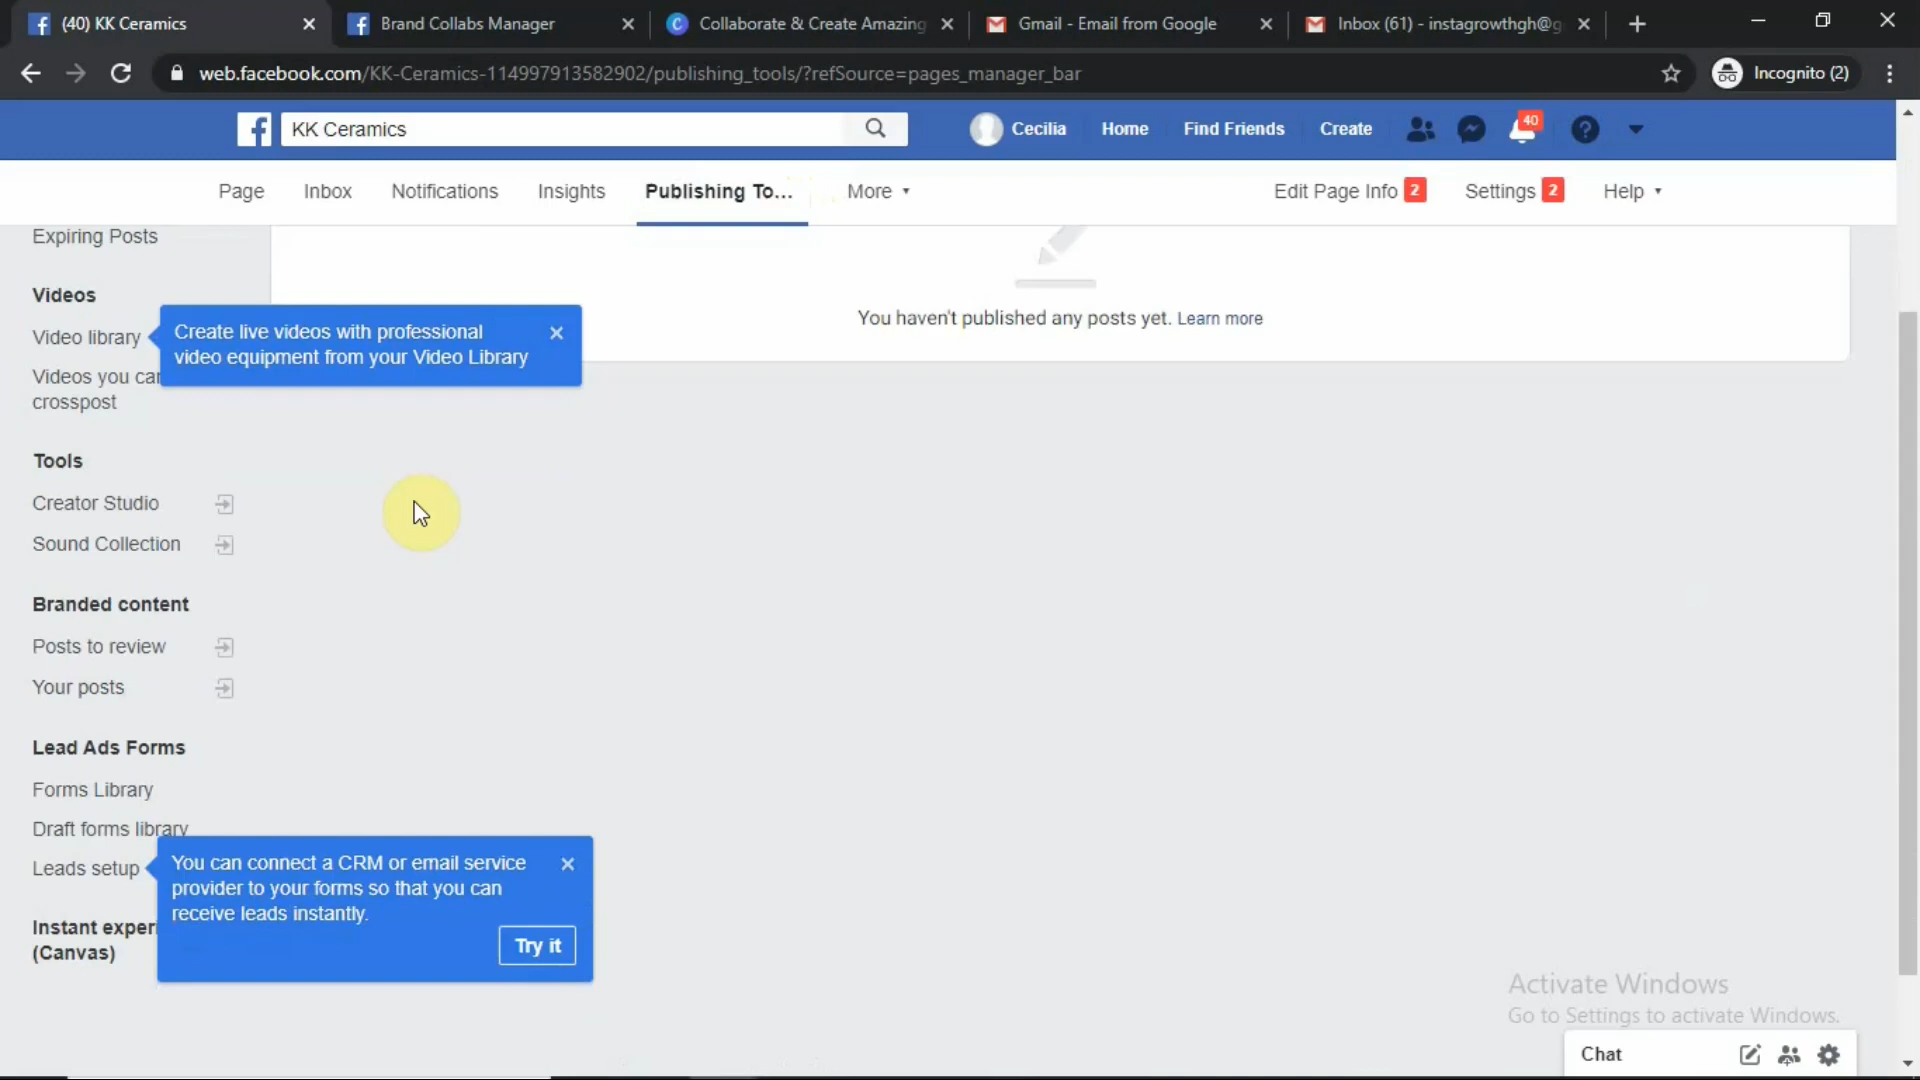 (40) KK Ceramics
Brand Collabs Manager
Collaborate & Create Amazing
Gmail - Email from Google
Inbox (61) - instagrowthgh@g
web.facebook.com/KK-Ceramics-114997913582902/publishing_tools/?refSource=pages_manager_bar
Incognito (2)
KK Ceramics
Cecilia
Home
Find Friends
Create
40
Page
Inbox
Notifications
Insights
Publishing To...
More
Edit Page Info 2
Settings 2
Help
Expiring Posts
You haven't published any posts yet. Learn more
Videos
Video library
Create live videos with professional
video equipment from your Video Library
Videos you can
crosspost
Tools
Creator Studio
Sound Collection
Branded content
Posts to review
Your posts
Lead Ads Forms
Forms Library
Draft forms library
Leads setup
You can connect a CRM or email service
provider to your forms so that you can
receive leads instantly.
Try it
Instant experi
(Canvas)
Activate Windows
Go to Settings to activate Windows.
Chat